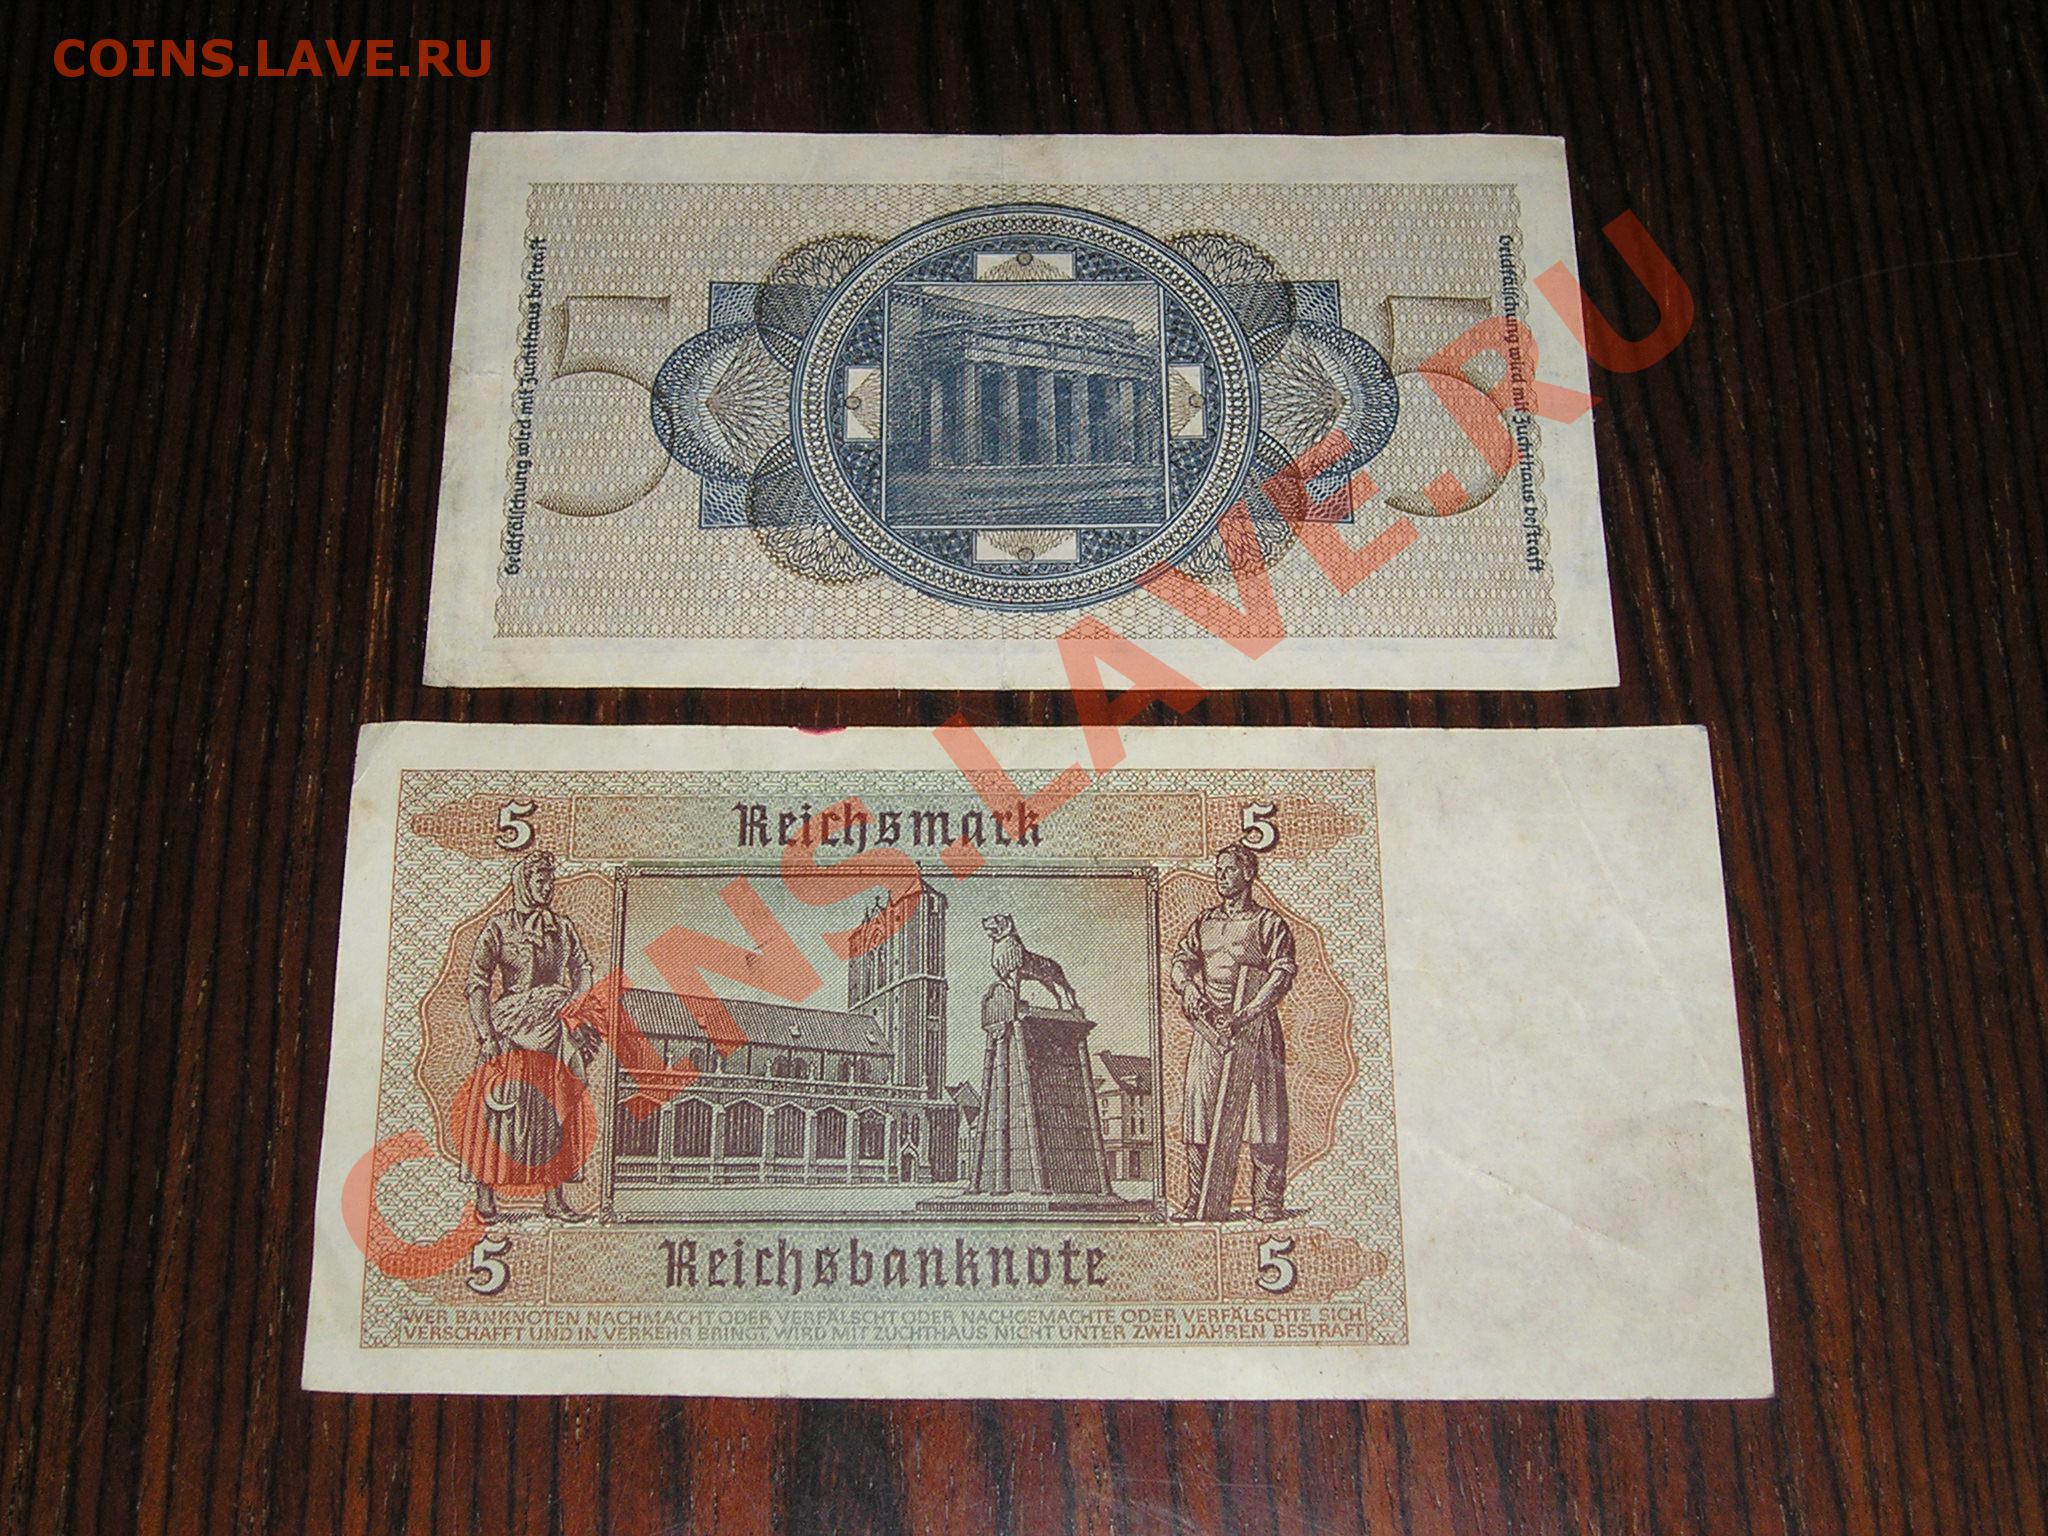 COINS.LAVE.RU
Geldfälschung wird mit Zuchthaus bestraft
5
5
Geldfälschung wird mit Zuchthaus bestraft
COINS.LAVE.RU
5 Reichsmark 5
5 Reichsbanknote 5
WER BANKNOTEN NACHMACHT ODER VERFÄLSCHT ODER NACHGEMACHTE ODER VERFÄLSCHTE SICH
VERSCHAFFT UND IN VERKEHR BRINGT, WIRD MIT ZUCHTHAUS NICHT UNTER ZWEI JAHREN BESTRAFT